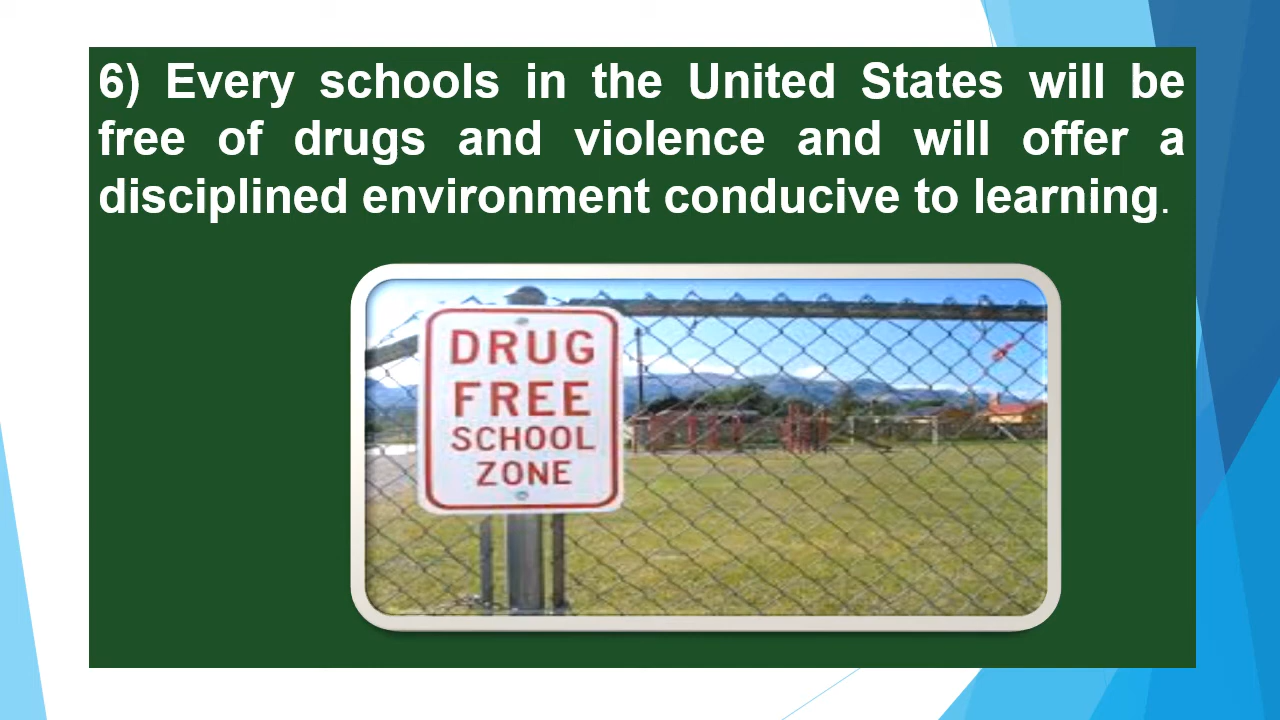 6) Every schools in the United States will be
free of drugs and violence and will offer a
disciplined environment conducive to learning.
DRUG
FREE
SCHOOL
ZONE